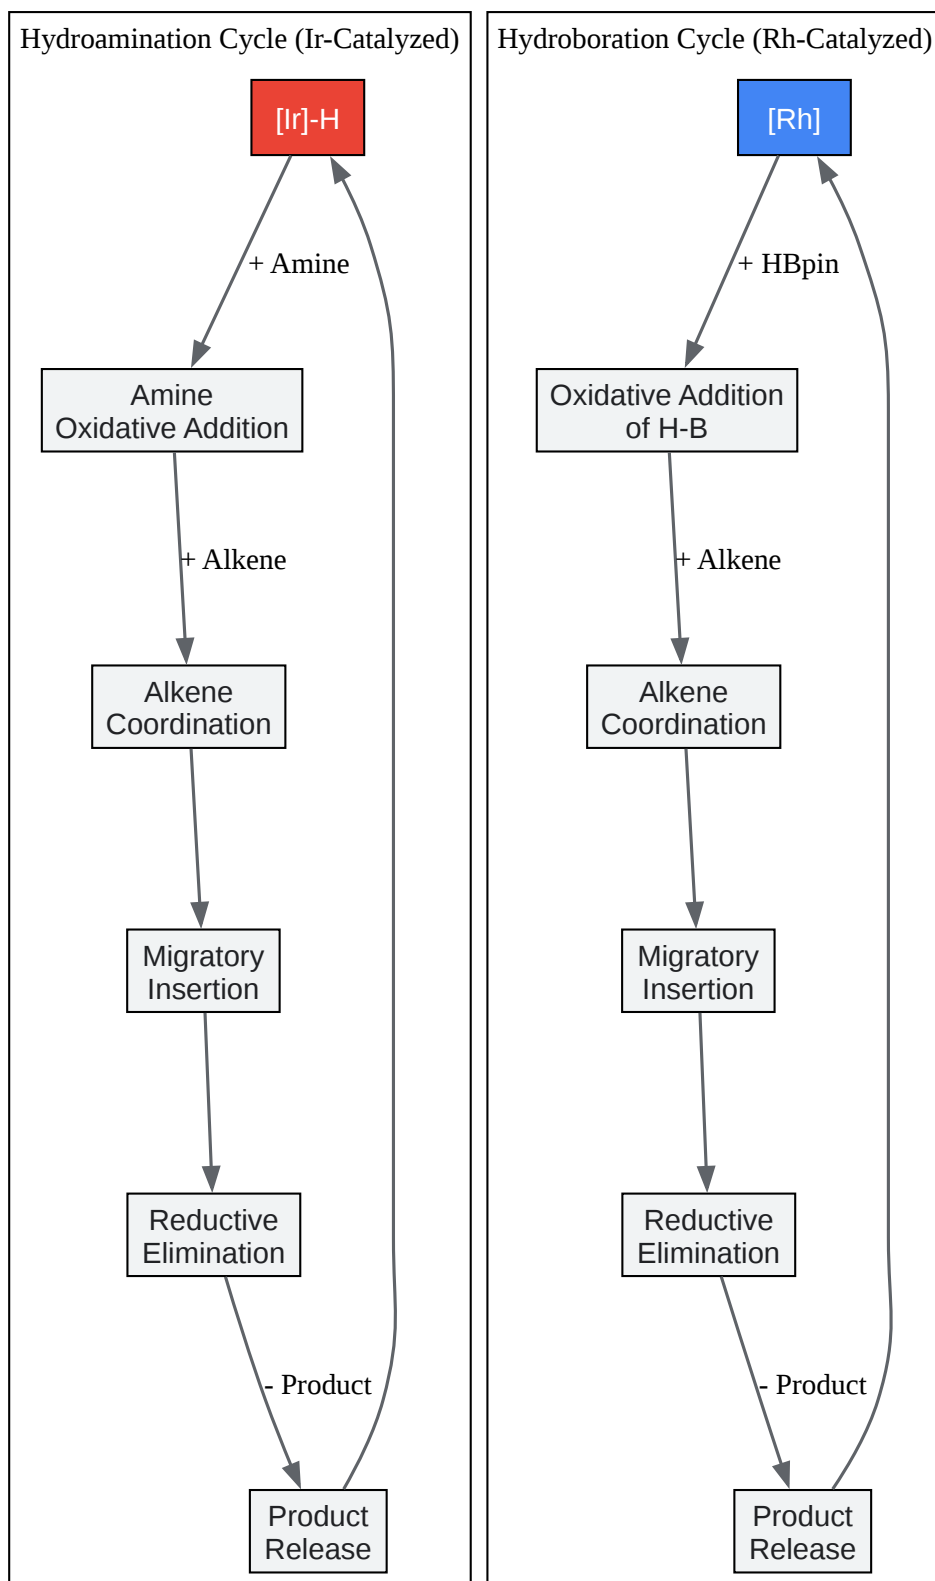 Hydroamination Cycle (Ir-Catalyzed)
[Ir]-H
+ Amine
Amine
Oxidative Addition
+ Alkene
Alkene
Coordination
Migratory
Insertion
Reductive
Elimination
- Product
Product
Release
Hydroboration Cycle (Rh-Catalyzed)
[Rh]
+ HBpin
Oxidative Addition
of H-B
+ Alkene
Alkene
Coordination
Migratory
Insertion
Reductive
Elimination
- Product
Product
Release